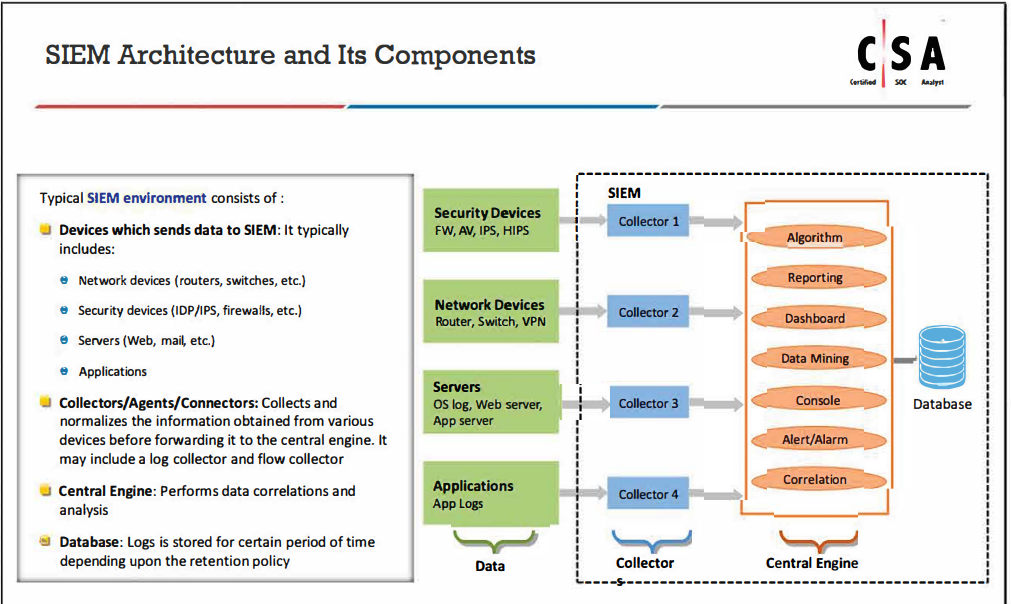 SIEM Architecture and Its Components
CSA
Certified SOC Analyst
Typical SIEM environment consists of :
Devices which sends data to SIEM: It typically
includes:
Network devices (routers, switches, etc.)
Security devices (IDP/IPS, firewalls, etc.)
Servers (Web, mail, etc.)
Applications
Collectors/Agents/Connectors: Collects and
normalizes the information obtained from various
devices before forwarding it to the central engine. It
may include a log collector and flow collector
Central Engine: Performs data correlations and
analysis
Database: Logs is stored for certain period of time
depending upon the retention policy
Security Devices
FW, AV, IPS, HIPS
Network Devices
Router, Switch, VPN
Servers
OS log, Web server,
App server
Applications
App Logs
Data
SIEM
Collector 1
Collector 2
Collector 3
Collector 4
Collector
s
Algorithm
Reporting
Dashboard
Data Mining
Console
Alert/Alarm
Correlation
Central Engine
Database